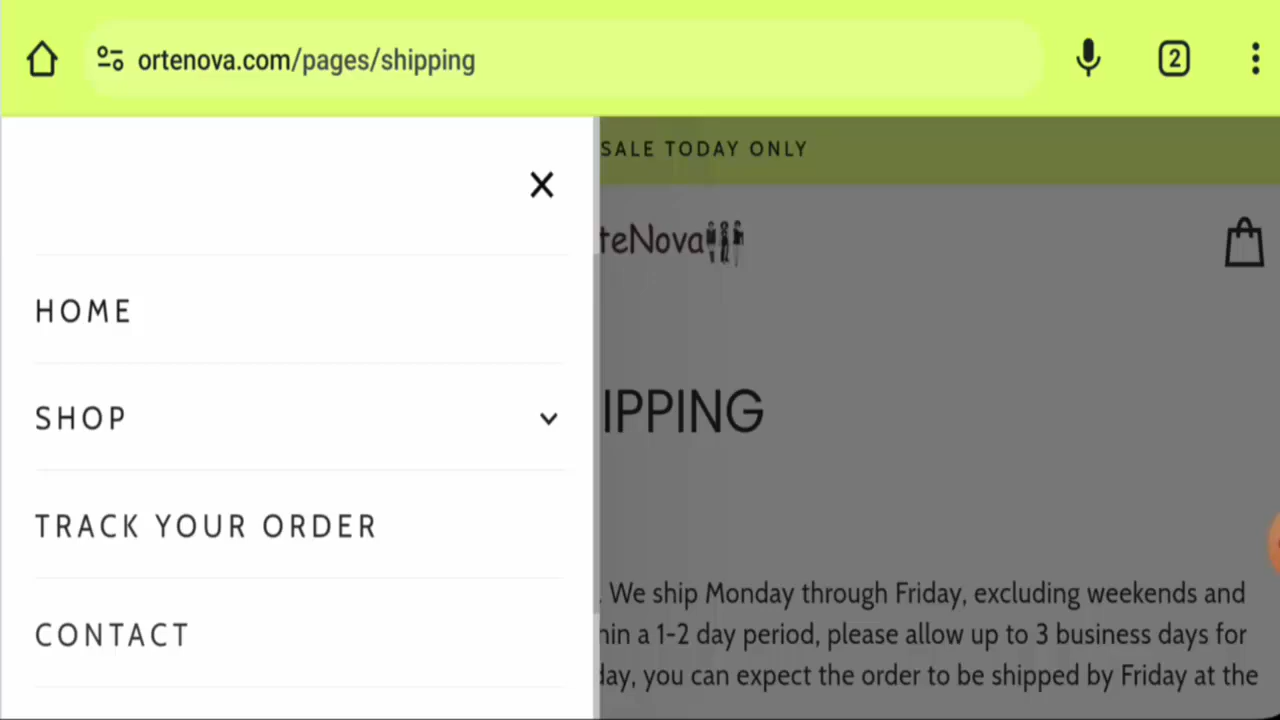 ortenova.com/pages/shipping
2
SALE TODAY ONLY
teNova
HOME
SHOP
IPPING
TRACK YOUR ORDER
. We ship Monday through Friday, excluding weekends and
hin a 1-2 day period, please allow up to 3 business days for
day, you can expect the order to be shipped by Friday at the
CONTACT